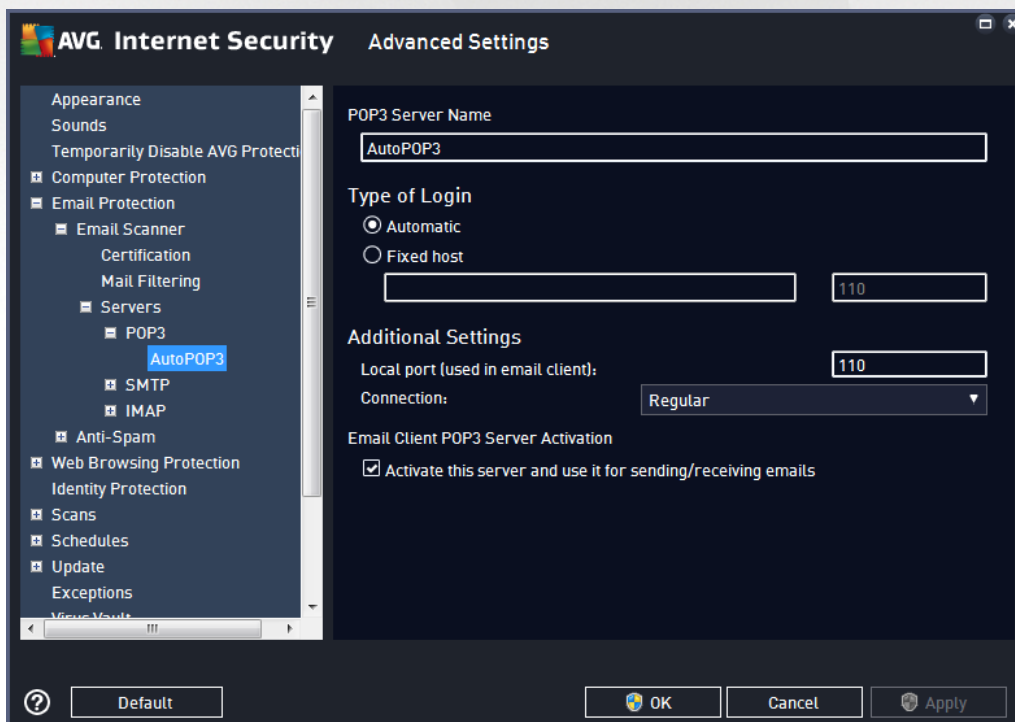 AVG. Internet Security Advanced Settings
Appearance
Sounds
Temporarily Disable AVG Protecti
Computer Protection
Email Protection
Email Scanner
Certification
Mail Filtering
Servers
POP3
AutoPOP3
SMTP
IMAP
Anti-Spam
Web Browsing Protection
Identity Protection
Scans
Schedules
Update
Exceptions
Virus Vault
POP3 Server Name
AutoPOP3
Type of Login
Automatic
Fixed host
110
Additional Settings
Local port (used in email client): 110
Connection: Regular
Email Client POP3 Server Activation
Activate this server and use it for sending/receiving emails
? Default OK Cancel Apply